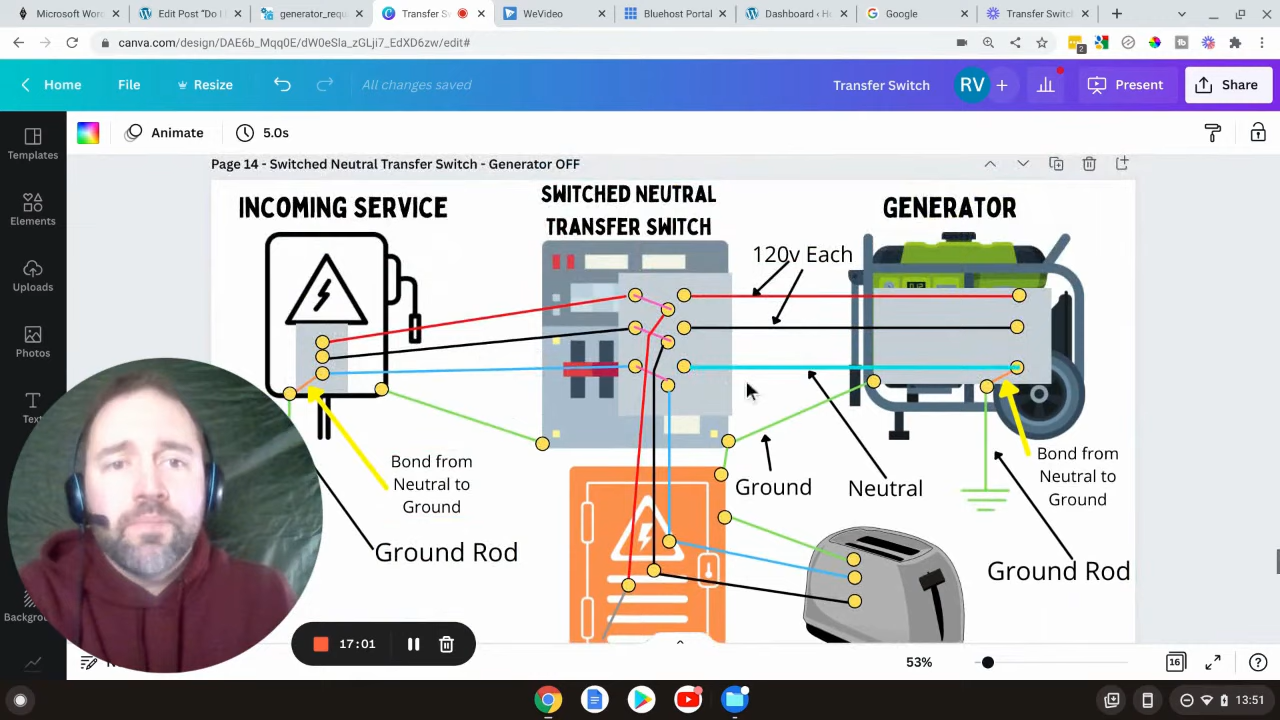 Microsoft Word
Edit Post “Do I
generator_requ
Transfer S
WeVideo
Bluehost Portal
Dashboard ‹ H
Google
Transfer Switc
canva.com/design/DAE6b_Mqq0E/dW0eSla_zGLji7_EdXD6zw/edit#
2
Home
File
Resize
All changes saved
Transfer Switch
RV
Present
Share
Templates
Elements
Uploads
Photos
Text
Backgroun
Animate
5.0s
Page 14 - Switched Neutral Transfer Switch - Generator OFF
INCOMING SERVICE
SWITCHED NEUTRAL
TRANSFER SWITCH
GENERATOR
120v Each
Bond from
Neutral to
Ground
Ground Rod
Ground
Neutral
Bond from
Neutral to
Ground
Ground Rod
17:01
53%
16
13:51